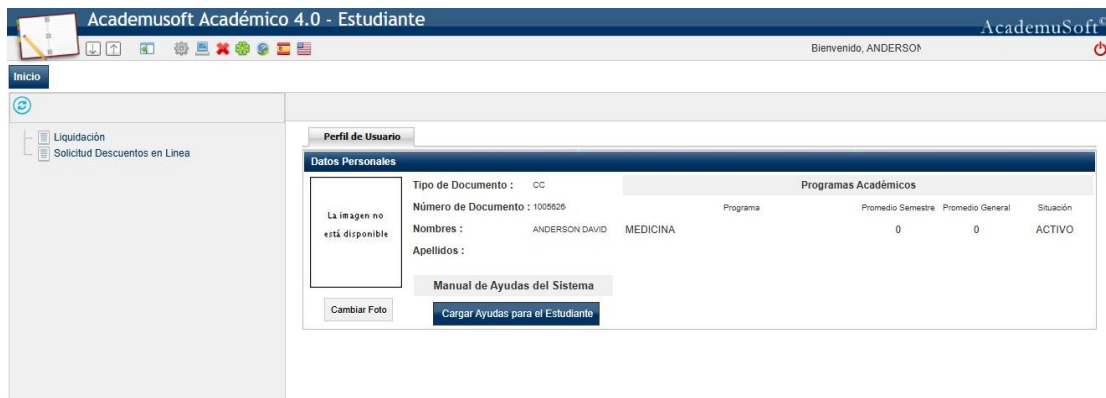 Academusoft Académico 4.0 - Estudiante
AcademuSoft©
Bienvenido, ANDERSON
Inicio
Liquidación
Solicitud Descuentos en Linea
Perfil de Usuario
Datos Personales
La imagen no
está disponible
Cambiar Foto
Tipo de Documento : CC
Número de Documento : 1005626
Nombres : ANDERSON DAVID
Apellidos :
Manual de Ayudas del Sistema
Cargar Ayudas para el Estudiante
Programas Académicos
Programa Promedio Semestre Promedio General Situación
MEDICINA 0 0 ACTIVO